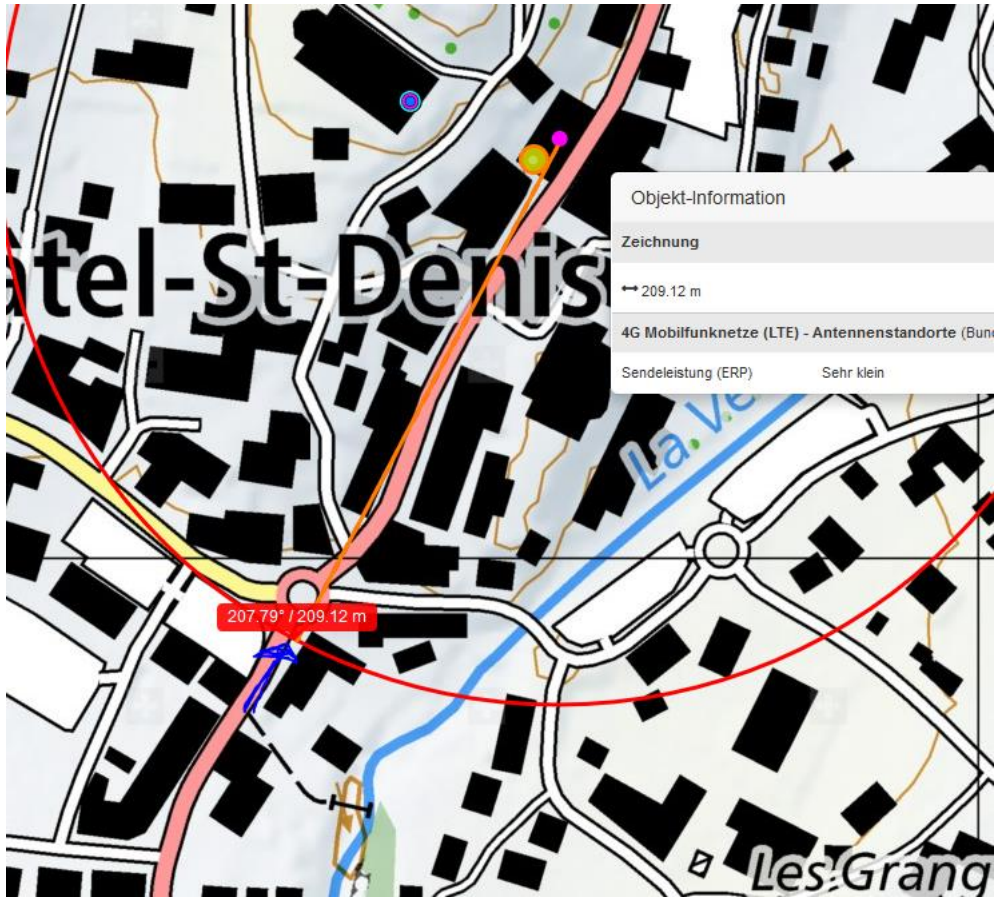 Objekt-Information
Zeichnung
tel-St-Denis
209.12 m
4G Mobilfunknetze (LTE) - Antennenstandorte (Bund
Sendeleistung (ERP) Sehr klein
La Ve
207.79° / 209.12 m
Les Grang